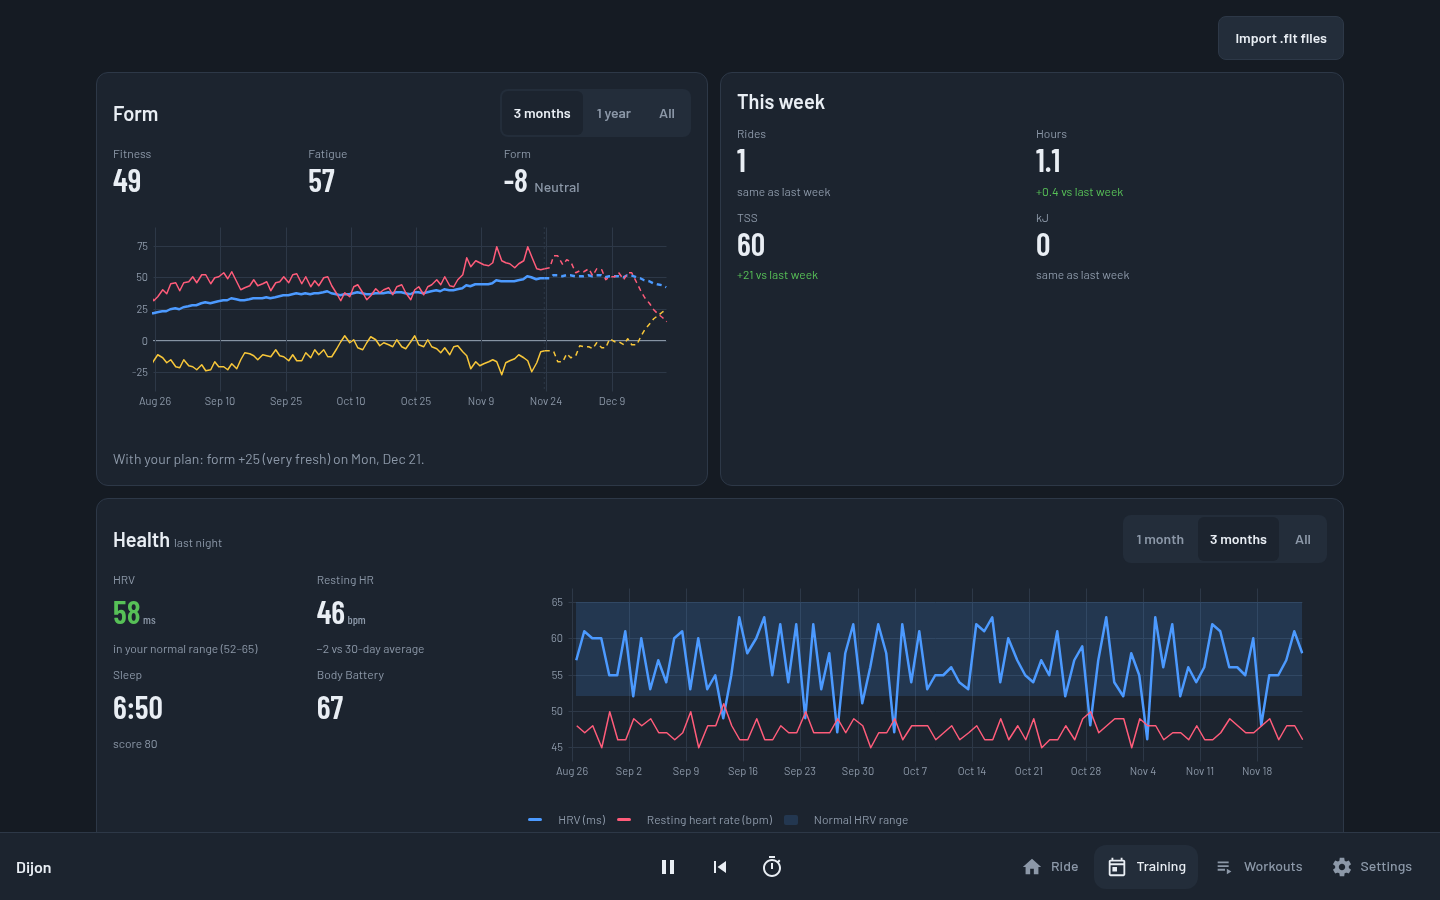 Import .fit files
Form
3 months 1 year All
Fitness Fatigue Form
49 57 -8 Neutral
75
50
25
0
-25
Aug 26 Sep 10 Sep 25 Oct 10 Oct 25 Nov 9 Nov 24 Dec 9
With your plan: form +25 (very fresh) on Mon, Dec 21.
This week
Rides Hours
1 1.1
same as last week +0.4 vs last week
TSS kJ
60 0
+21 vs last week same as last week
Health last night
1 month 3 months All
HRV Resting HR
58 ms 46 bpm
in your normal range (52–65) −2 vs 30-day average
Sleep Body Battery
6:50 67
score 80
65
60
55
50
45
Aug 26 Sep 2 Sep 9 Sep 16 Sep 23 Sep 30 Oct 7 Oct 14 Oct 21 Oct 28 Nov 4 Nov 11 Nov 18
HRV (ms) Resting heart rate (bpm) Normal HRV range
Dijon
Ride Training Workouts Settings